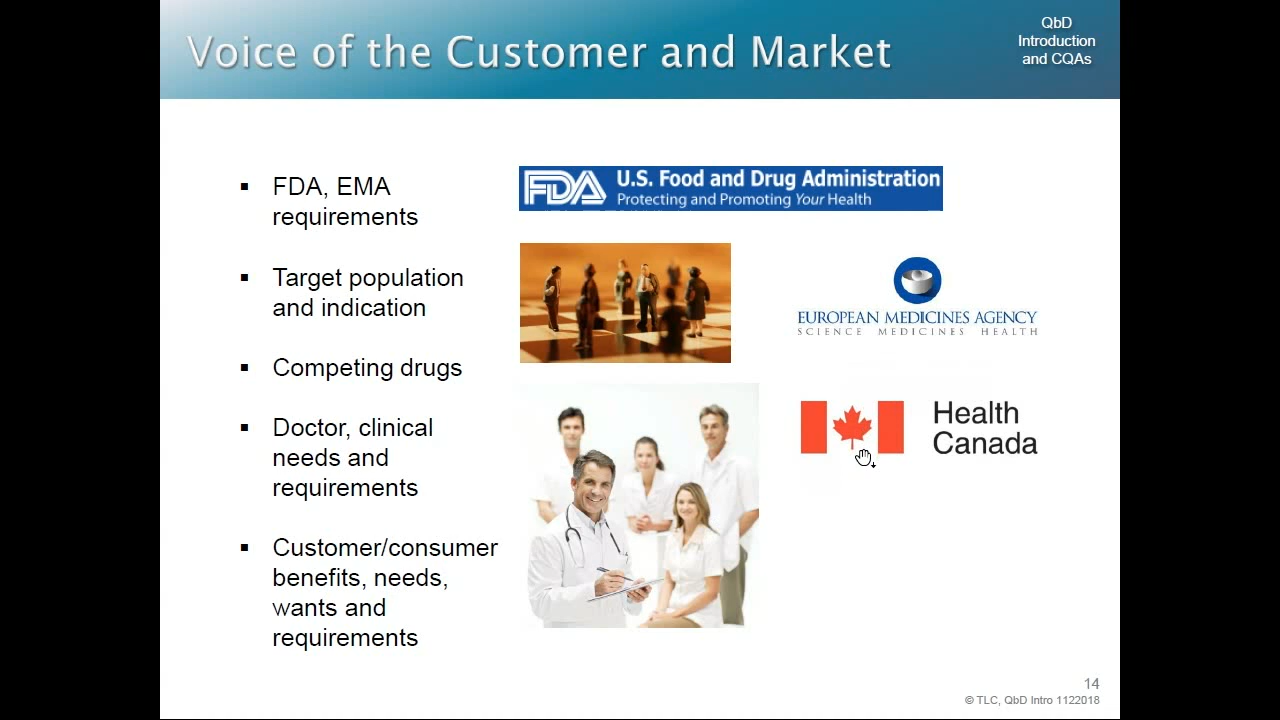 Voice of the Customer and Market
QbD
Introduction
and CQAs
▪ FDA, EMA
requirements
▪ Target population
and indication
▪ Competing drugs
▪ Doctor, clinical
needs and
requirements
▪ Customer/consumer
benefits, needs,
wants and
requirements
FDA U.S. Food and Drug Administration
Protecting and Promoting Your Health
EUROPEAN MEDICINES AGENCY
SCIENCE MEDICINES HEALTH
Health
Canada
14
© TLC, QbD Intro 1122018